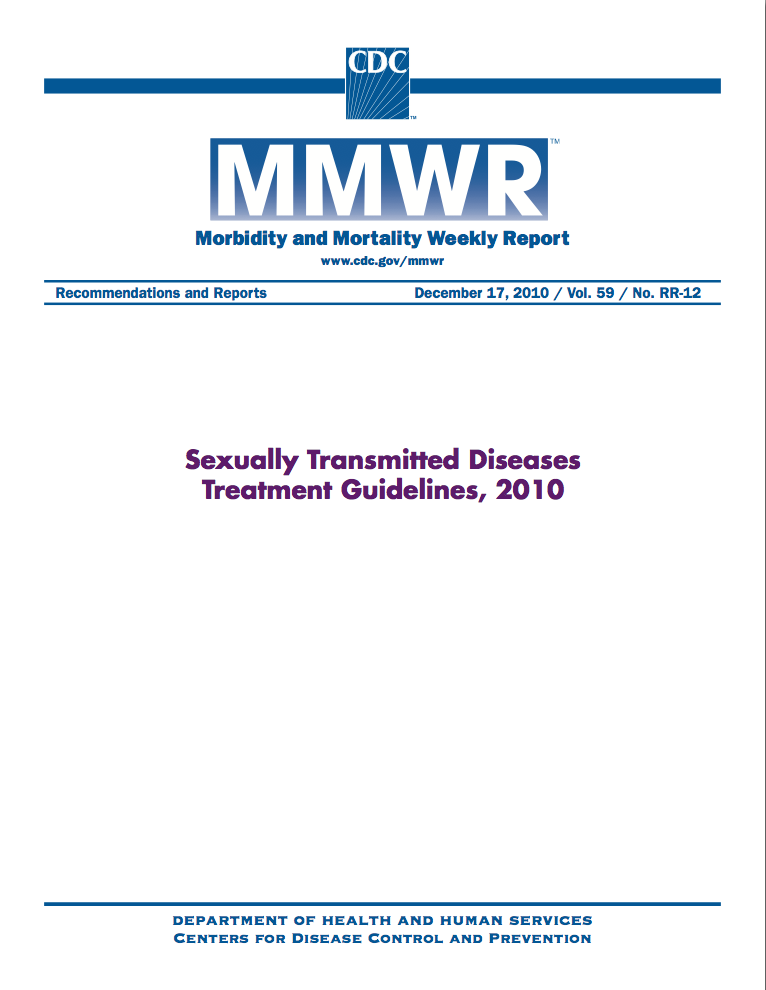 CDC
TM
MMWR
TM
Morbidity and Mortality Weekly Report
www.cdc.gov/mmwr
Recommendations and Reports December 17, 2010 / Vol. 59 / No. RR-12
Sexually Transmitted Diseases
Treatment Guidelines, 2010
DEPARTMENT OF HEALTH AND HUMAN SERVICES
CENTERS FOR DISEASE CONTROL AND PREVENTION